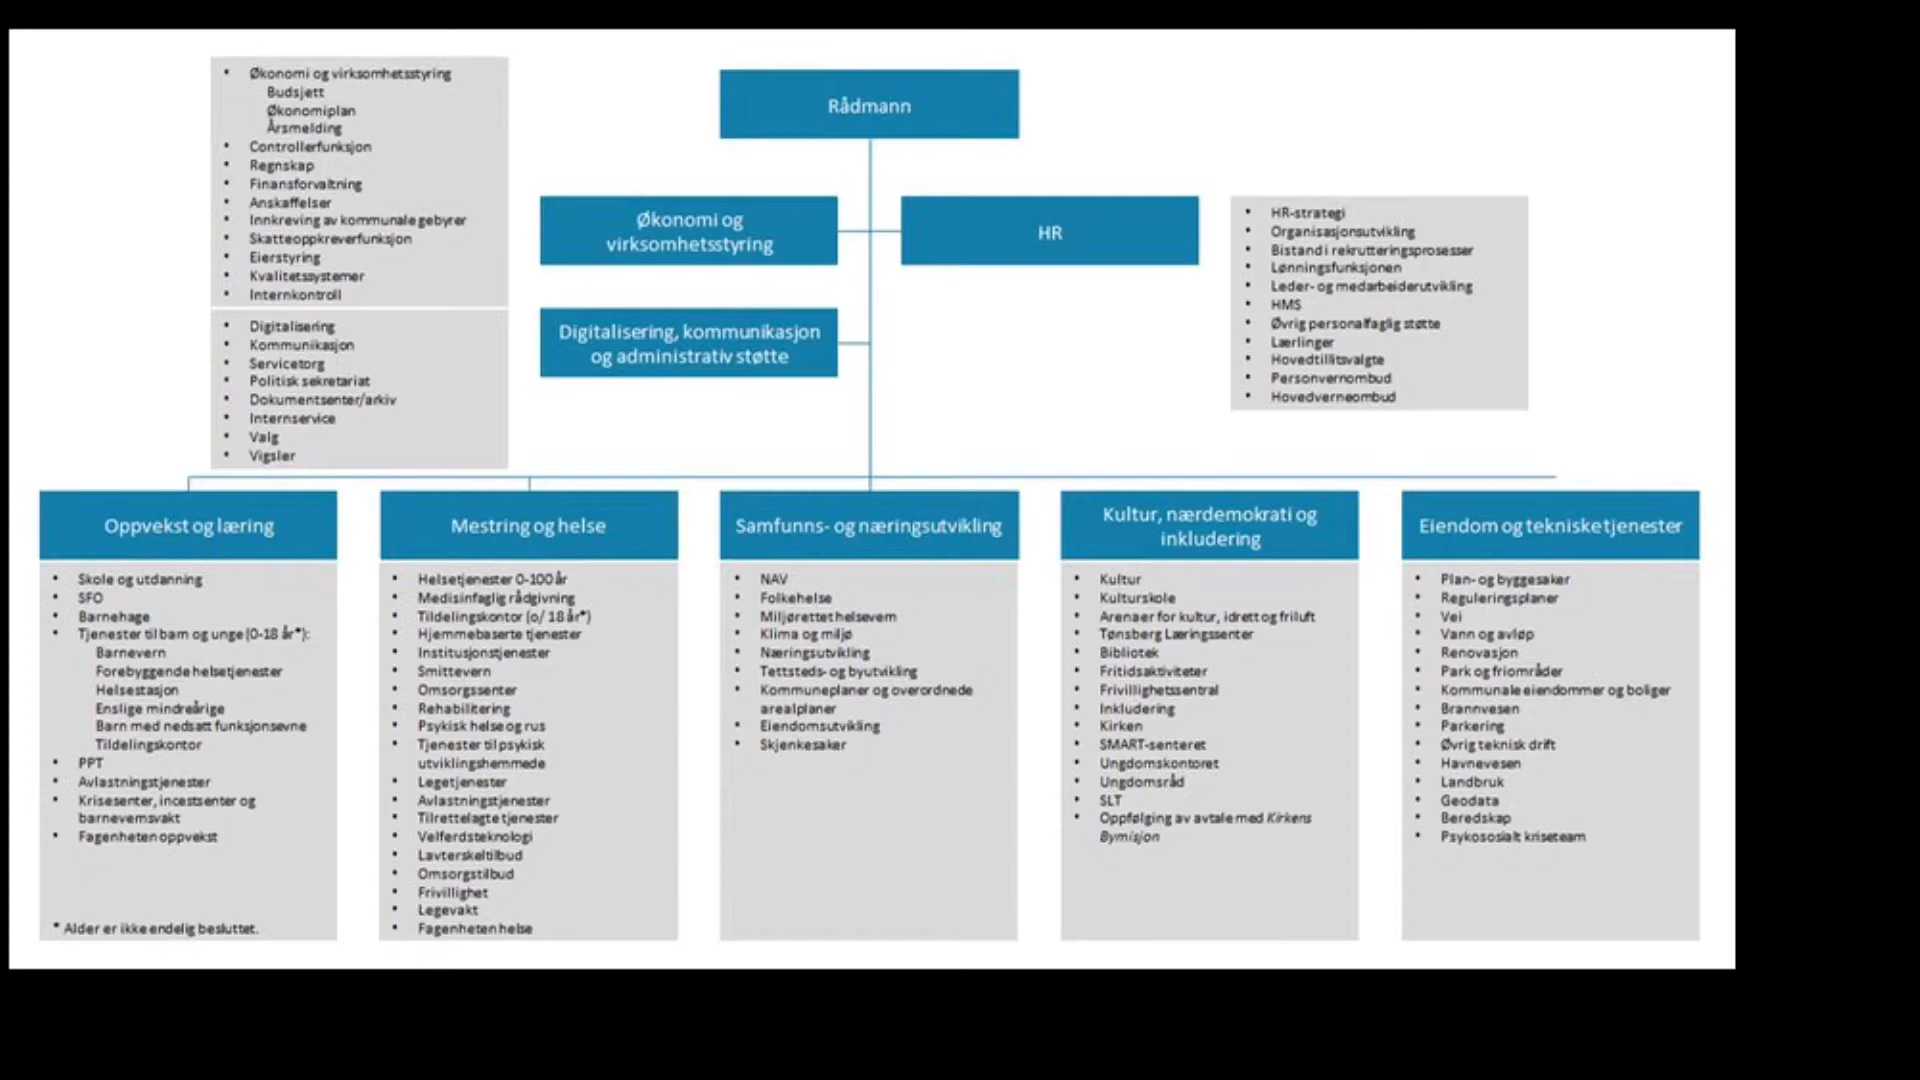 • Økonomi og virksomhetsstyring
Budsjett
Økonomiplan
Årsmelding
• Controllerfunksjon
• Regnskap
• Finansforvaltning
• Anskaffelser
• Innkreving av kommunale gebyrer
• Skatteoppkreverfunksjon
• Eierstyring
• Kvalitetssystemer
• Internkontroll
• Digitalisering
• Kommunikasjon
• Servicetorg
• Politisk sekretariat
• Dokumentsenter/arkiv
• Internservice
• Valg
• Vigsler
Rådmann
Økonomi og
virksomhetsstyring
HR
Digitalisering, kommunikasjon
og administrativ støtte
• HR-strategi
• Organisasjonsutvikling
• Bistand i rekrutteringsprosesser
• Lønningsfunksjonen
• Leder- og medarbeiderutvikling
• HMS
• Øvrig personalfaglig støtte
• Lærlinger
• Hovedtillitsvalgte
• Personvernombud
• Hovedverneombud
Oppvekst og læring
• Skole og utdanning
• SFO
• Barnehage
• Tjenester til barn og unge (0-18 år*):
Barnevern
Forebyggende helsetjenester
Helsestasjon
Enslige mindreårige
Barn med nedsatt funksjonsevne
Tildelingskontor
• PPT
• Avlastningstjenester
• Krisesenter, incestsenter og
barnevernsvakt
• Fagenheten oppvekst
* Alder er ikke endelig besluttet.
Mestring og helse
• Helsetjenester 0-100 år
• Medisinfaglig rådgivning
• Tildelingskontor (o/ 18 år*)
• Hjemmebaserte tjenester
• Institusjonstjenester
• Smittevern
• Omsorgssenter
• Rehabilitering
• Psykisk helse og rus
• Tjenester til psykisk
utviklingshemmede
• Legetjenester
• Avlastningstjenester
• Tilrettelagte tjenester
• Velferdsteknologi
• Lavterskeltilbud
• Omsorgstilbud
• Frivillighet
• Legevakt
• Fagenheten helse
Samfunns- og næringsutvikling
• NAV
• Folkehelse
• Miljørettet helsevern
• Klima og miljø
• Næringsutvikling
• Tettsteds- og byutvikling
• Kommuneplaner og overordnede
arealplaner
• Eiendomsutvikling
• Skjenkesaker
Kultur, nærdemokrati og
inkludering
• Kultur
• Kulturskole
• Arenaer for kultur, idrett og friluft
• Tønsberg Læringssenter
• Bibliotek
• Fritidsaktiviteter
• Frivillighetssentral
• Inkludering
• Kirken
• SMART-senteret
• Ungdomskontoret
• Ungdomsråd
• SLT
• Oppfølging av avtale med Kirkens
Bymisjon
Eiendom og tekniske tjenester
• Plan- og byggesaker
• Reguleringsplaner
• Vei
• Vann og avløp
• Renovasjon
• Park og friområder
• Kommunale eiendommer og boliger
• Brannvesen
• Parkering
• Øvrig teknisk drift
• Havnevesen
• Landbruk
• Geodata
• Beredskap
• Psykososialt kriseteam